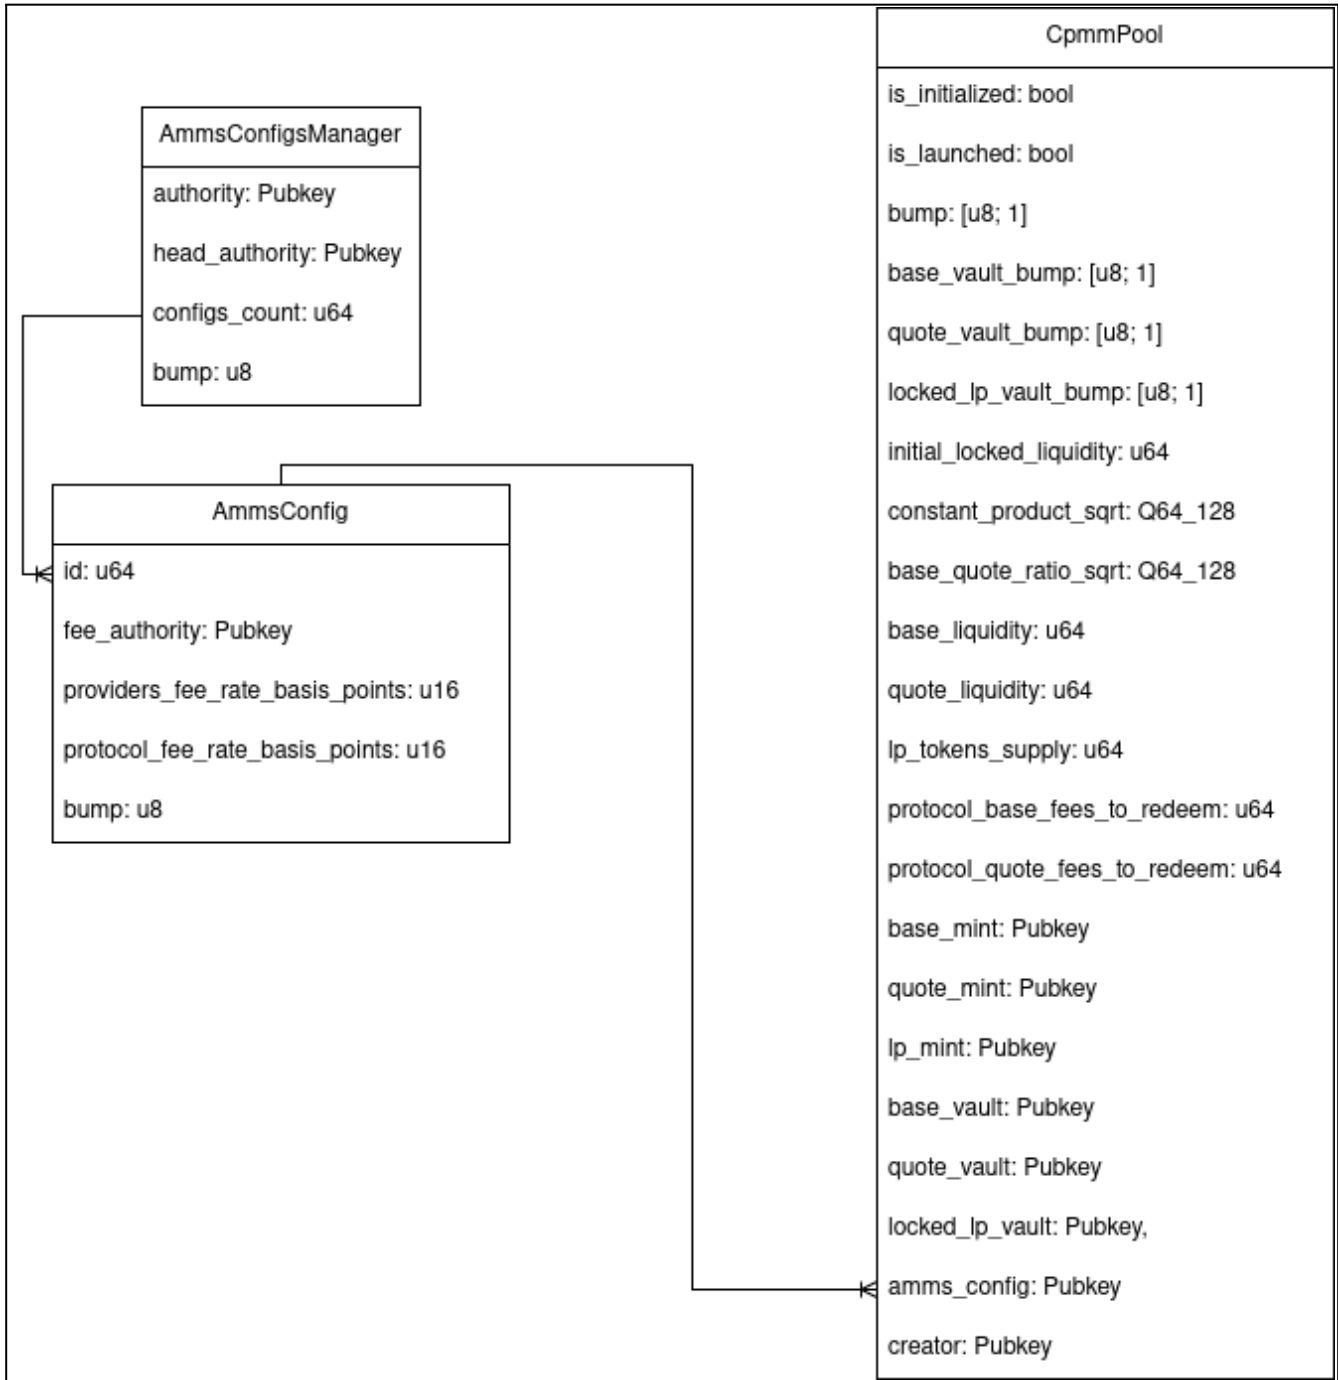 AmmsConfigsManager
authority: Pubkey
head_authority: Pubkey
configs_count: u64
bump: u8
AmmsConfig
id: u64
fee_authority: Pubkey
providers_fee_rate_basis_points: u16
protocol_fee_rate_basis_points: u16
bump: u8
CpmmPool
is_initialized: bool
is_launched: bool
bump: [u8; 1]
base_vault_bump: [u8; 1]
quote_vault_bump: [u8; 1]
locked_lp_vault_bump: [u8; 1]
initial_locked_liquidity: u64
constant_product_sqrt: Q64_128
base_quote_ratio_sqrt: Q64_128
base_liquidity: u64
quote_liquidity: u64
lp_tokens_supply: u64
protocol_base_fees_to_redeem: u64
protocol_quote_fees_to_redeem: u64
base_mint: Pubkey
quote_mint: Pubkey
lp_mint: Pubkey
base_vault: Pubkey
quote_vault: Pubkey
locked_lp_vault: Pubkey,
amms_config: Pubkey
creator: Pubkey